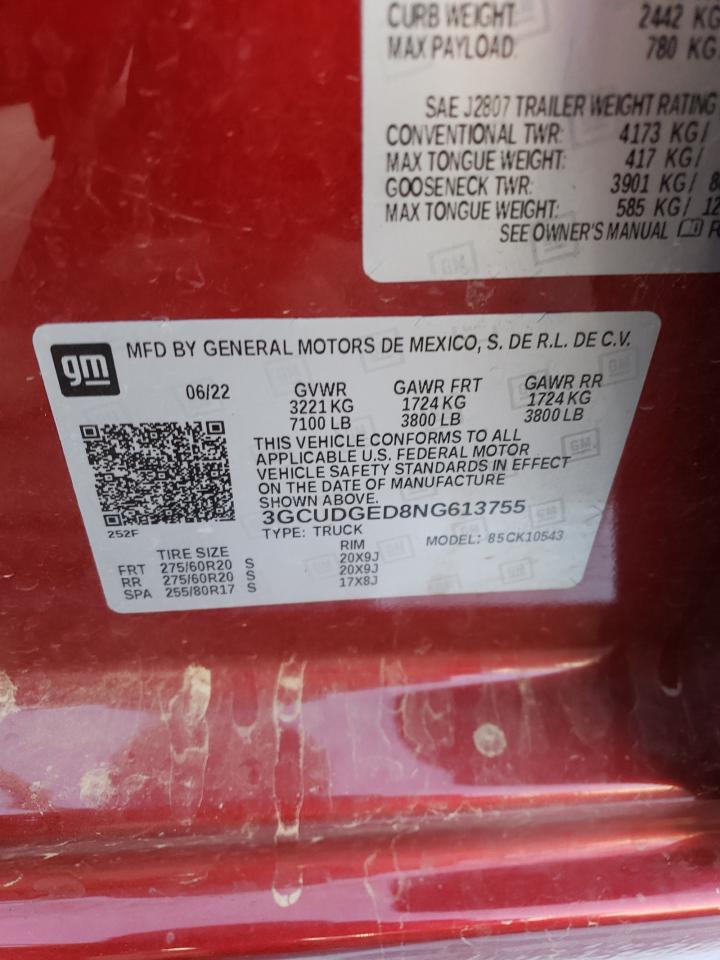 CURB WEIGHT 2442 KG
MAX PAYLOAD: 780 KG
SAE J2807 TRAILER WEIGHT RATING
CONVENTIONAL TWR: 4173 KG/
MAX TONGUE WEIGHT: 417 KG/
GOOSENECK TWR: 3901 KG/ 8
MAX TONGUE WEIGHT: 585 KG/ 12
SEE OWNER'S MANUAL
gm
MFD BY GENERAL MOTORS DE MEXICO, S. DE R.L. DE C.V.
06/22 GVWR GAWR FRT GAWR RR
3221 KG 1724 KG 1724 KG
7100 LB 3800 LB 3800 LB
THIS VEHICLE CONFORMS TO ALL
APPLICABLE U.S. FEDERAL MOTOR
VEHICLE SAFETY STANDARDS IN EFFECT
ON THE DATE OF MANUFACTURE
SHOWN ABOVE.
3GCUDGED8NG613755
252F
TYPE: TRUCK MODEL: 85CK10543
TIRE SIZE RIM
FRT 275/60R20 S 20X9J
RR 275/60R20 S 20X9J
SPA 255/80R17 S 17X8J